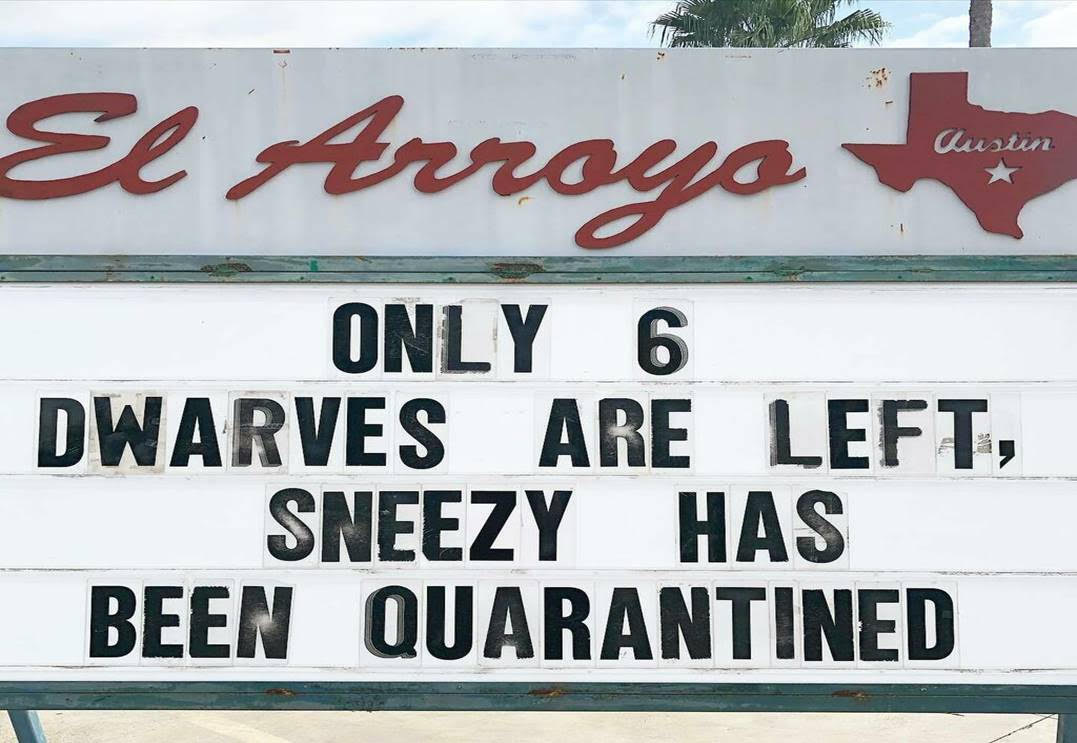 El Arroyo
Austin
ONLY 6
DWARVES ARE LEFT,
SNEEZY HAS
BEEN QUARANTINED